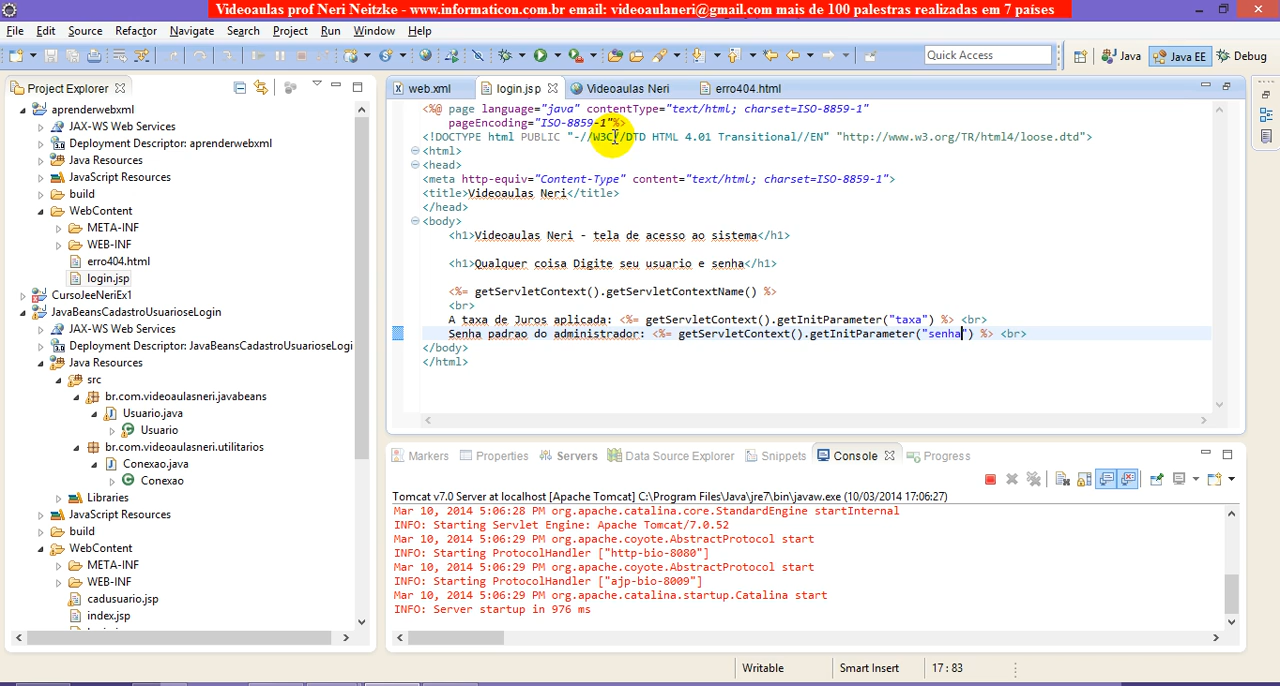 Videoaulas prof Neri Neitzke - www.informaticon.com.br email: videoaulaneri@gmail.com mais de 100 palestras realizadas em 7 países
File Edit Source Refactor Navigate Search Project Run Window Help
Quick Access Java Java EE Debug
Project Explorer
aprenderwebxml
JAX-WS Web Services
Deployment Descriptor: aprenderwebxml
Java Resources
JavaScript Resources
build
WebContent
META-INF
WEB-INF
erro404.html
login.jsp
CursoJeeNeriEx1
JavaBeansCadastroUsuarioseLogin
JAX-WS Web Services
Deployment Descriptor: JavaBeansCadastroUsuarioseLogi
Java Resources
src
br.com.videoaulasneri.javabeans
Usuario.java
Usuario
br.com.videoaulasneri.utilitarios
Conexao.java
Conexao
Libraries
JavaScript Resources
build
WebContent
META-INF
WEB-INF
cadusuario.jsp
index.jsp
web.xml login.jsp Videoaulas Neri erro404.html
<%@ page language="java" contentType="text/html; charset=ISO-8859-1"
pageEncoding="ISO-8859-1"%>
<!DOCTYPE html PUBLIC "-//W3C//DTD HTML 4.01 Transitional//EN" "http://www.w3.org/TR/html4/loose.dtd">
<html>
<head>
<meta http-equiv="Content-Type" content="text/html; charset=ISO-8859-1">
<title>Videoaulas Neri</title>
</head>
<body>
<h1>Videoaulas Neri - tela de acesso ao sistema</h1>
<h1>Qualquer coisa Digite seu usuario e senha</h1>
<%= getServletContext().getServletContextName() %>
<br>
A taxa de Juros aplicada: <%= getServletContext().getInitParameter("taxa") %> <br>
Senha padrao do administrador: <%= getServletContext().getInitParameter("senha") %> <br>
</body>
</html>
Markers Properties Servers Data Source Explorer Snippets Console Progress
Tomcat v7.0 Server at localhost [Apache Tomcat] C:\Program Files\Java\jre7\bin\javaw.exe (10/03/2014 17:06:27)
Mar 10, 2014 5:06:28 PM org.apache.catalina.core.StandardEngine startInternal
INFO: Starting Servlet Engine: Apache Tomcat/7.0.52
Mar 10, 2014 5:06:29 PM org.apache.coyote.AbstractProtocol start
INFO: Starting ProtocolHandler ["http-bio-8080"]
Mar 10, 2014 5:06:29 PM org.apache.coyote.AbstractProtocol start
INFO: Starting ProtocolHandler ["ajp-bio-8009"]
Mar 10, 2014 5:06:29 PM org.apache.catalina.startup.Catalina start
INFO: Server startup in 976 ms
Writable Smart Insert 17 : 83